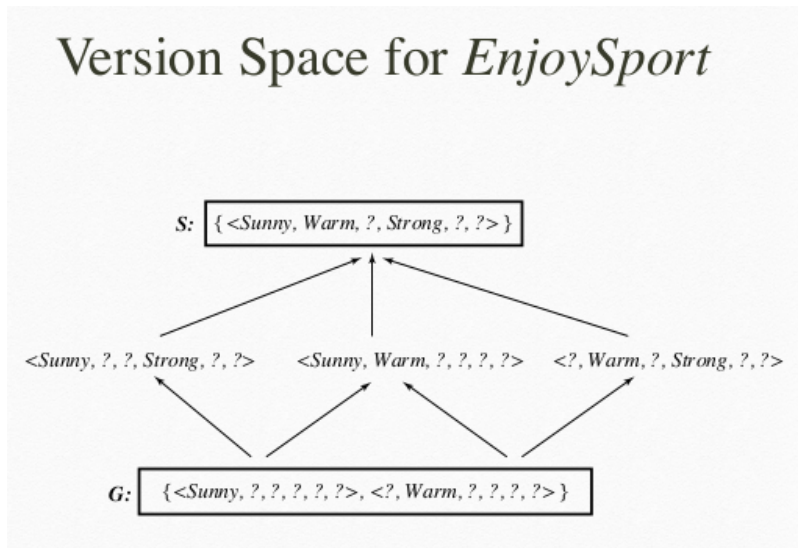 Version Space for EnjoySport
S: { <Sunny, Warm, ?, Strong, ?, ?> }
<Sunny, ?, ?, Strong, ?, ?> <Sunny, Warm, ?, ?, ?, ?> <?, Warm, ?, Strong, ?, ?>
G: {<Sunny, ?, ?, ?, ?, ?>, <?, Warm, ?, ?, ?, ?> }